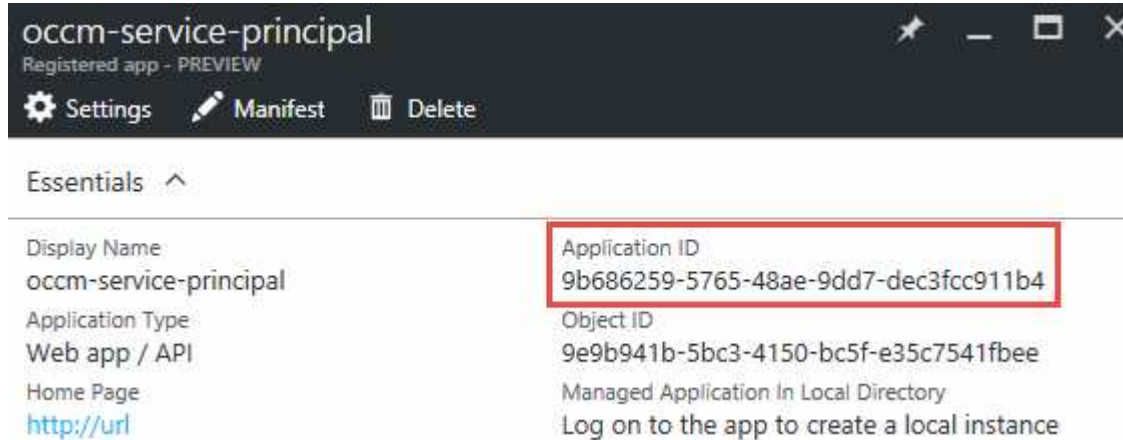 occm-service-principal
Registered app - PREVIEW
Settings Manifest Delete
Essentials
Display Name
occm-service-principal
Application ID
9b686259-5765-48ae-9dd7-dec3fcc911b4
Application Type
Web app / API
Object ID
9e9b941b-5bc3-4150-bc5f-e35c7541fbee
Home Page
http://url
Managed Application In Local Directory
Log on to the app to create a local instance